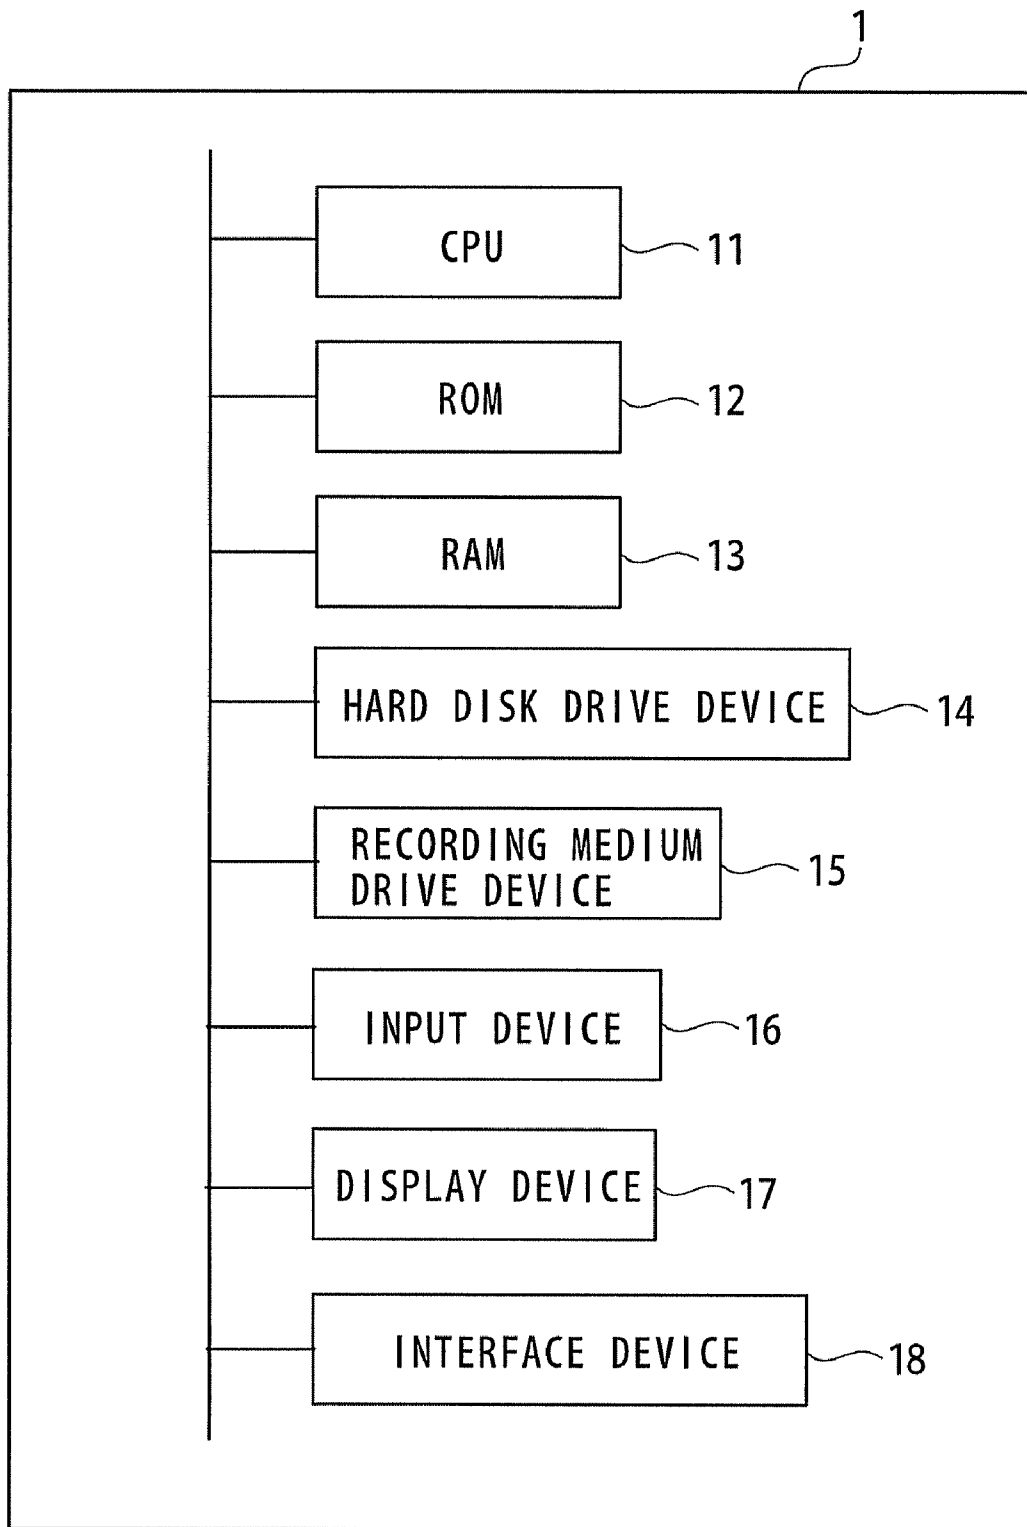 1
CPU
11
ROM
12
RAM
13
HARD DISK DRIVE DEVICE
14
RECORDING MEDIUM
DRIVE DEVICE
15
INPUT DEVICE
16
DISPLAY DEVICE
17
INTERFACE DEVICE
18